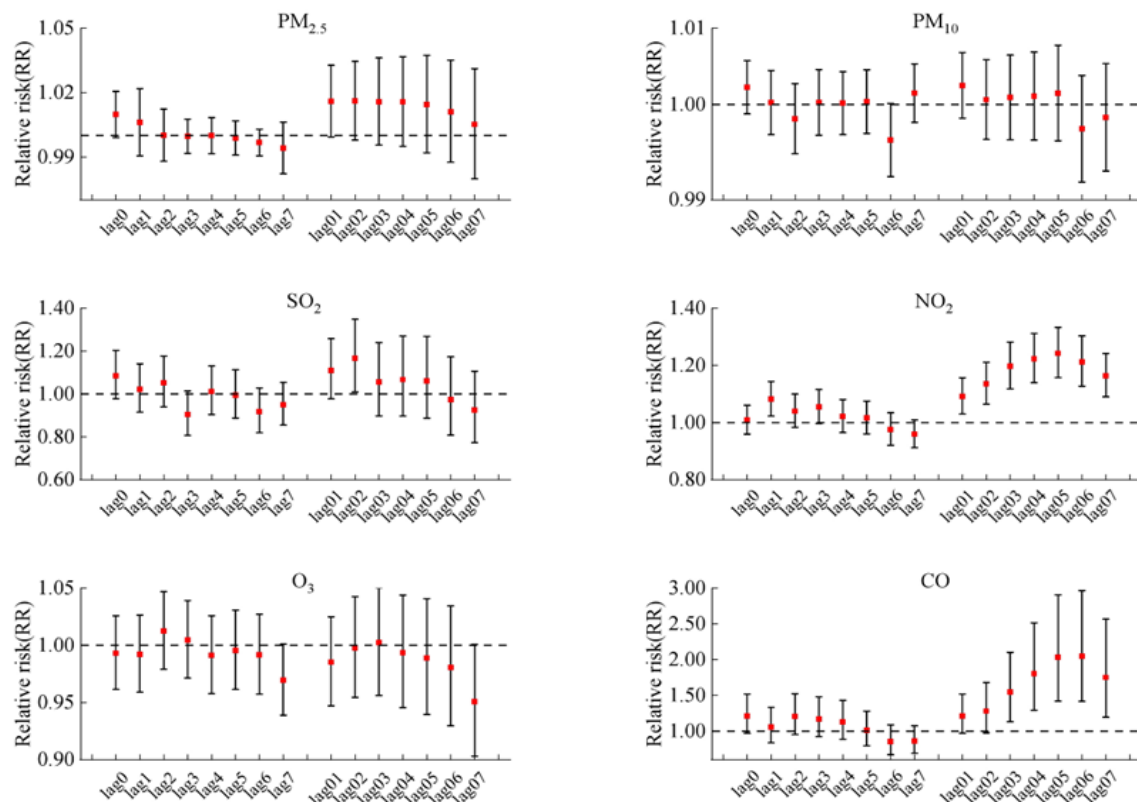 PM2.5
Relative risk(RR)
1.05
1.02
0.99
lag0 lag1 lag2 lag3 lag4 lag5 lag6 lag7 lag01 lag02 lag03 lag04 lag05 lag06 lag07
PM10
Relative risk(RR)
1.01
1.00
0.99
lag0 lag1 lag2 lag3 lag4 lag5 lag6 lag7 lag01 lag02 lag03 lag04 lag05 lag06 lag07
SO2
Relative risk(RR)
1.40
1.20
1.00
0.80
0.60
lag0 lag1 lag2 lag3 lag4 lag5 lag6 lag7 lag01 lag02 lag03 lag04 lag05 lag06 lag07
NO2
Relative risk(RR)
1.40
1.20
1.00
0.80
lag0 lag1 lag2 lag3 lag4 lag5 lag6 lag7 lag01 lag02 lag03 lag04 lag05 lag06 lag07
O3
Relative risk(RR)
1.05
1.00
0.95
0.90
lag0 lag1 lag2 lag3 lag4 lag5 lag6 lag7 lag01 lag02 lag03 lag04 lag05 lag06 lag07
CO
Relative risk(RR)
3.00
2.50
2.00
1.50
1.00
lag0 lag1 lag2 lag3 lag4 lag5 lag6 lag7 lag01 lag02 lag03 lag04 lag05 lag06 lag07